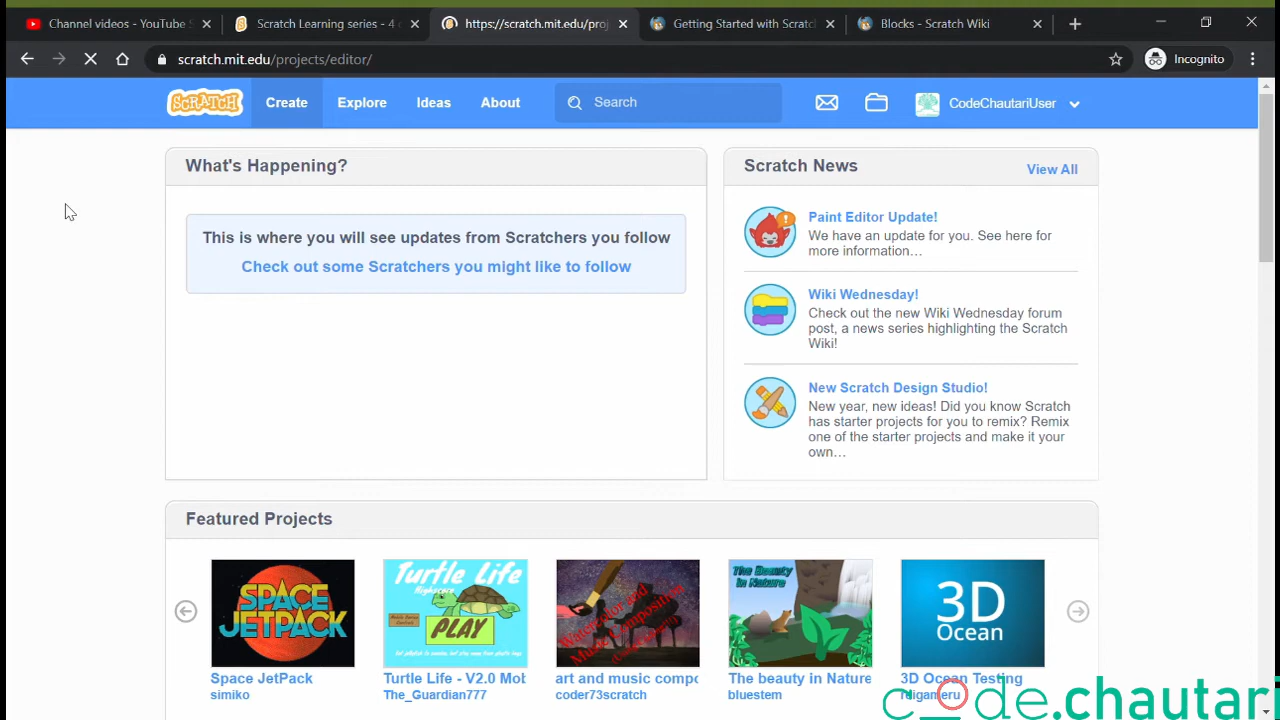 Channel videos - YouTube S
Scratch Learning series - 4
https://scratch.mit.edu/proj
Getting Started with Scratc
Blocks - Scratch Wiki
scratch.mit.edu/projects/editor/
Incognito
SCRATCH
Create
Explore
Ideas
About
Search
CodeChautariUser
What's Happening?
This is where you will see updates from Scratchers you follow
Check out some Scratchers you might like to follow
Scratch News
View All
Paint Editor Update!
We have an update for you. See here for
more information…
Wiki Wednesday!
Check out the new Wiki Wednesday forum
post, a news series highlighting the Scratch
Wiki!
New Scratch Design Studio!
New year, new ideas! Did you know Scratch
has starter projects for you to remix? Remix
one of the starter projects and make it your
own…
Featured Projects
SPACE
JETPACK
Turtle Life
Highscore
PLAY
Watercolor and
Music Composition
The Beauty
in Nature
3D
Ocean
Space JetPack
simiko
Turtle Life - V2.0 Mob
The_Guardian777
art and music compo
coder73scratch
The beauty in Nature
bluestem
3D Ocean Testing
reigameru
code.chautari